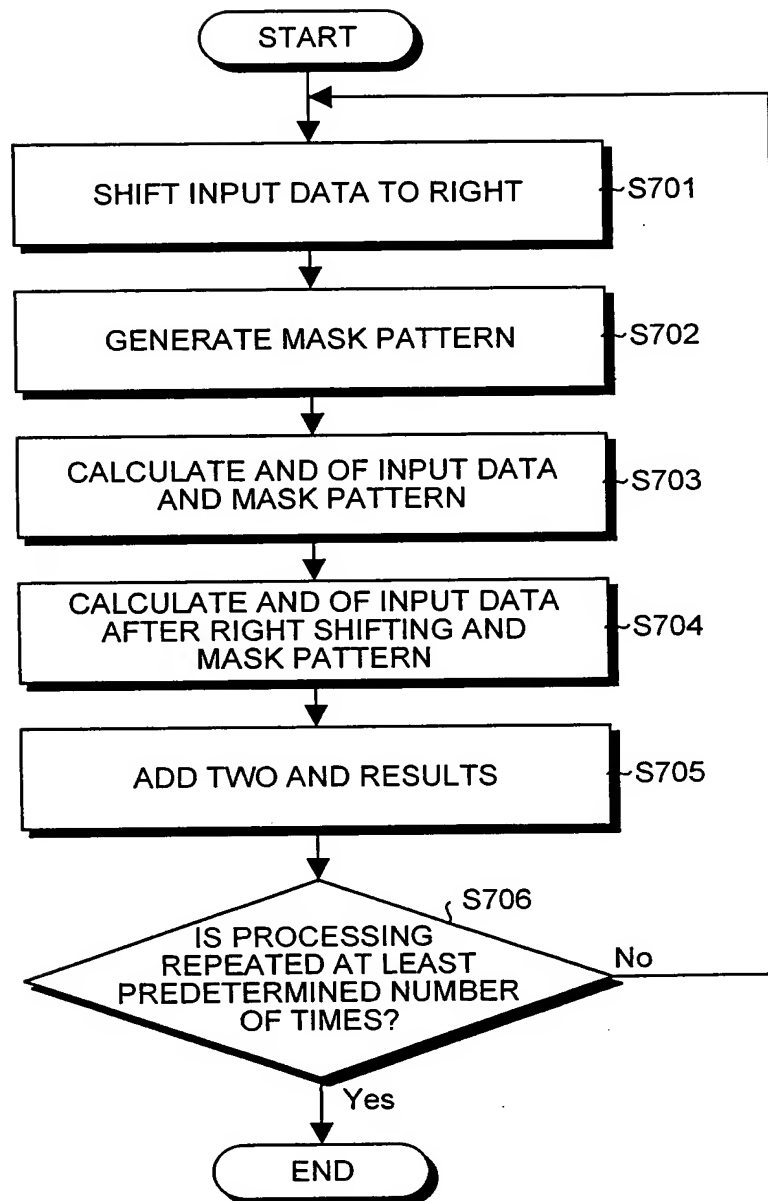 START
SHIFT INPUT DATA TO RIGHT
S701
GENERATE MASK PATTERN
S702
CALCULATE AND OF INPUT DATA
AND MASK PATTERN
S703
CALCULATE AND OF INPUT DATA
AFTER RIGHT SHIFTING AND
MASK PATTERN
S704
ADD TWO AND RESULTS
S705
S706
IS PROCESSING
REPEATED AT LEAST
PREDETERMINED NUMBER
OF TIMES?
No
Yes
END